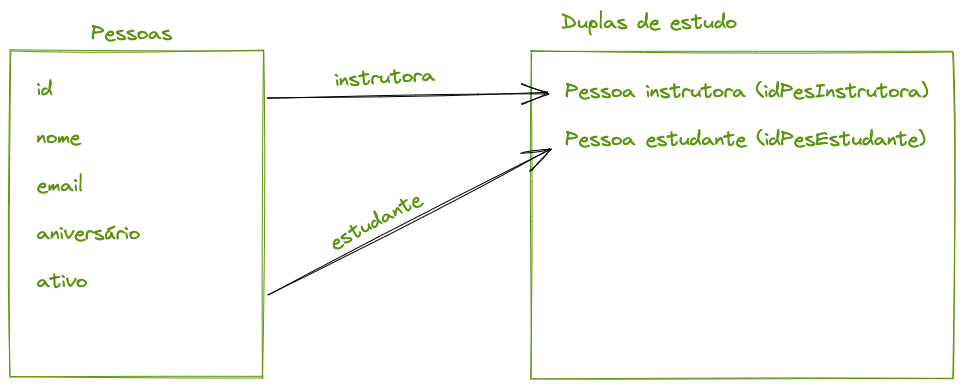 Pessoas
id
nome
email
aniversário
ativo
instrutora
estudante
Duplas de estudo
Pessoa instrutora (idPesInstrutora)
Pessoa estudante (idPesEstudante)